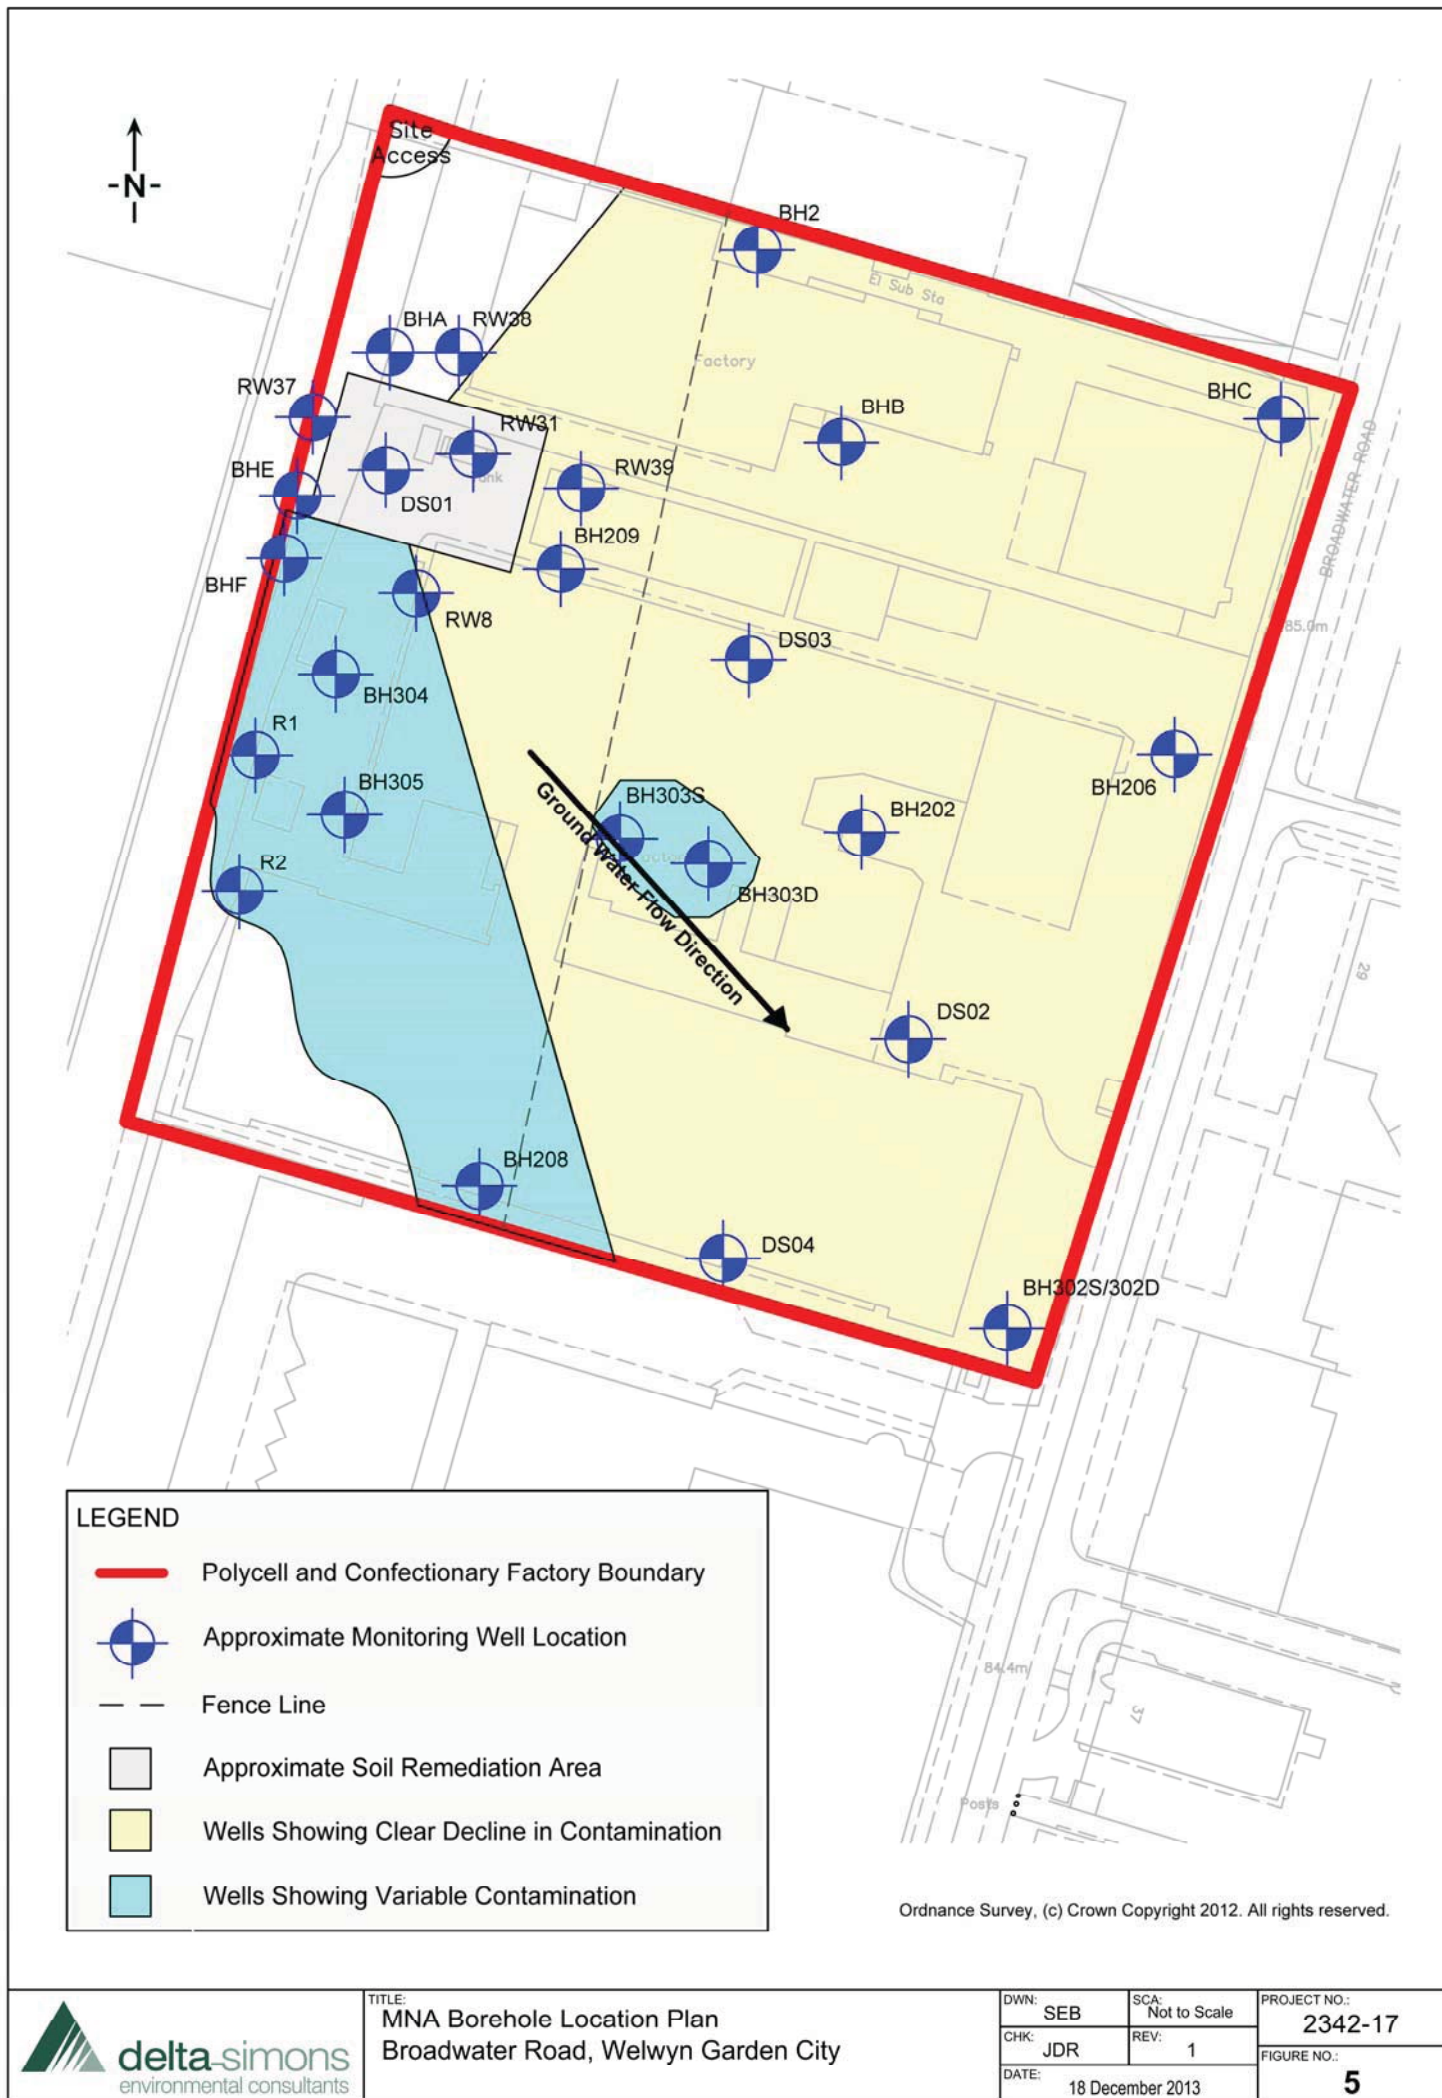 Site
Access
-N-
BH2
El Sub Sta
BHA
RW38
Factory
RW37
BHC
BHB
RW31
Tank
RW39
BHE
DS01
BROADWATER ROAD
BH209
BHF
RW8
85.0m
DS03
BH304
R1
BH206
BH305
BH303S
BH202
Ground Water Flow Direction
Factory
R2
BH303D
29
DS02
BH208
DS04
BH302S/302D
LEGEND
Polycell and Confectionary Factory Boundary
Approximate Monitoring Well Location
Fence Line
Approximate Soil Remediation Area
Wells Showing Clear Decline in Contamination
Wells Showing Variable Contamination
84.4m
37
Posts
Ordnance Survey, (c) Crown Copyright 2012. All rights reserved.
delta-simons
environmental consultants
TITLE:
MNA Borehole Location Plan
Broadwater Road, Welwyn Garden City
DWN: SEB
SCA: Not to Scale
PROJECT NO.:
2342-17
CHK: JDR
REV: 1
FIGURE NO.:
5
DATE: 18 December 2013